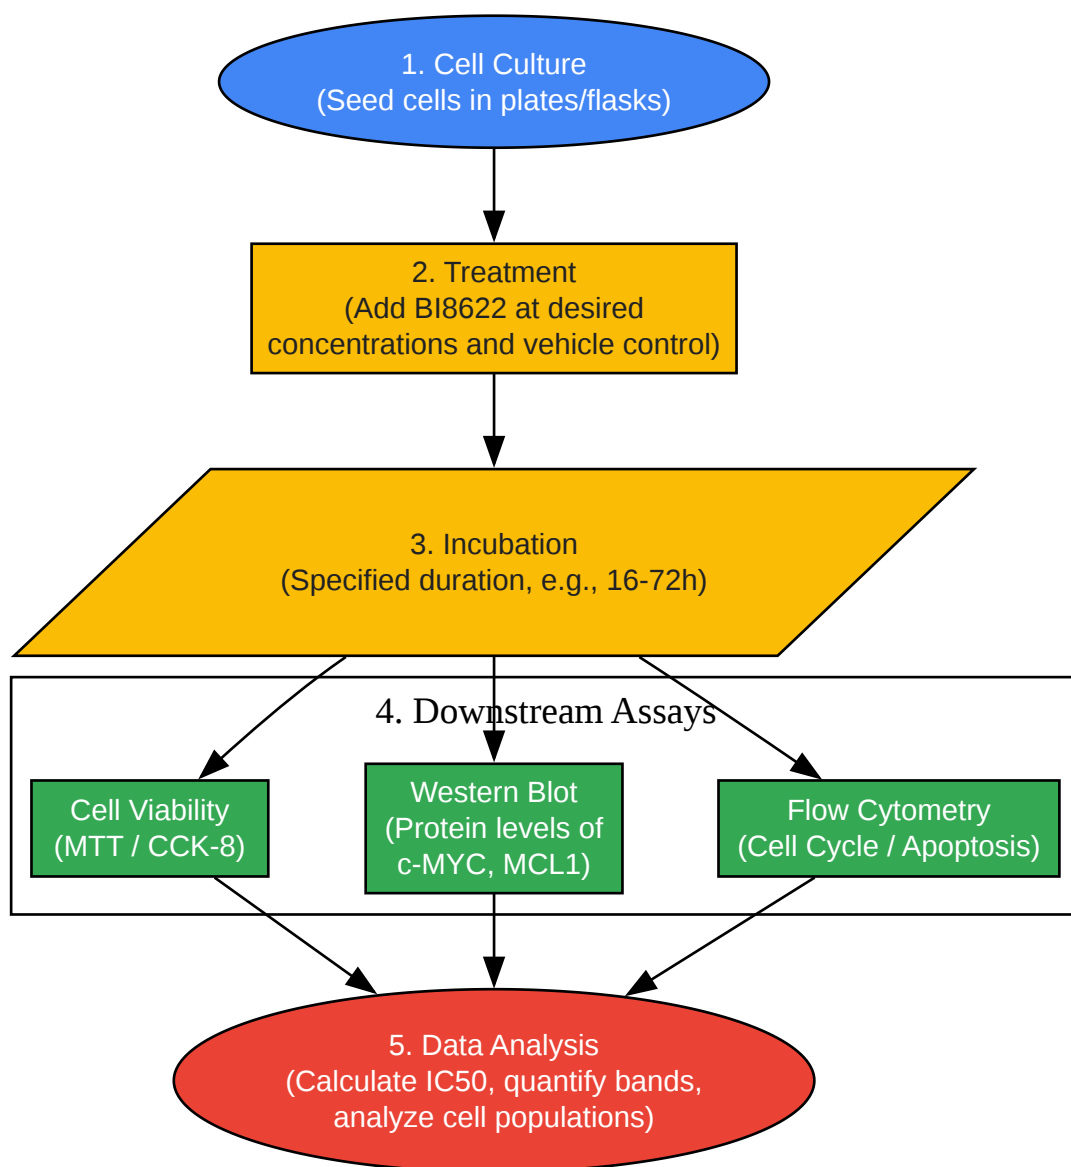 1. Cell Culture
(Seed cells in plates/flasks)
2. Treatment
(Add BI8622 at desired
concentrations and vehicle control)
3. Incubation
(Specified duration, e.g., 16-72h)
4. Downstream Assays
Cell Viability
(MTT / CCK-8)
Western Blot
(Protein levels of
c-MYC, MCL1)
Flow Cytometry
(Cell Cycle / Apoptosis)
5. Data Analysis
(Calculate IC50, quantify bands,
analyze cell populations)